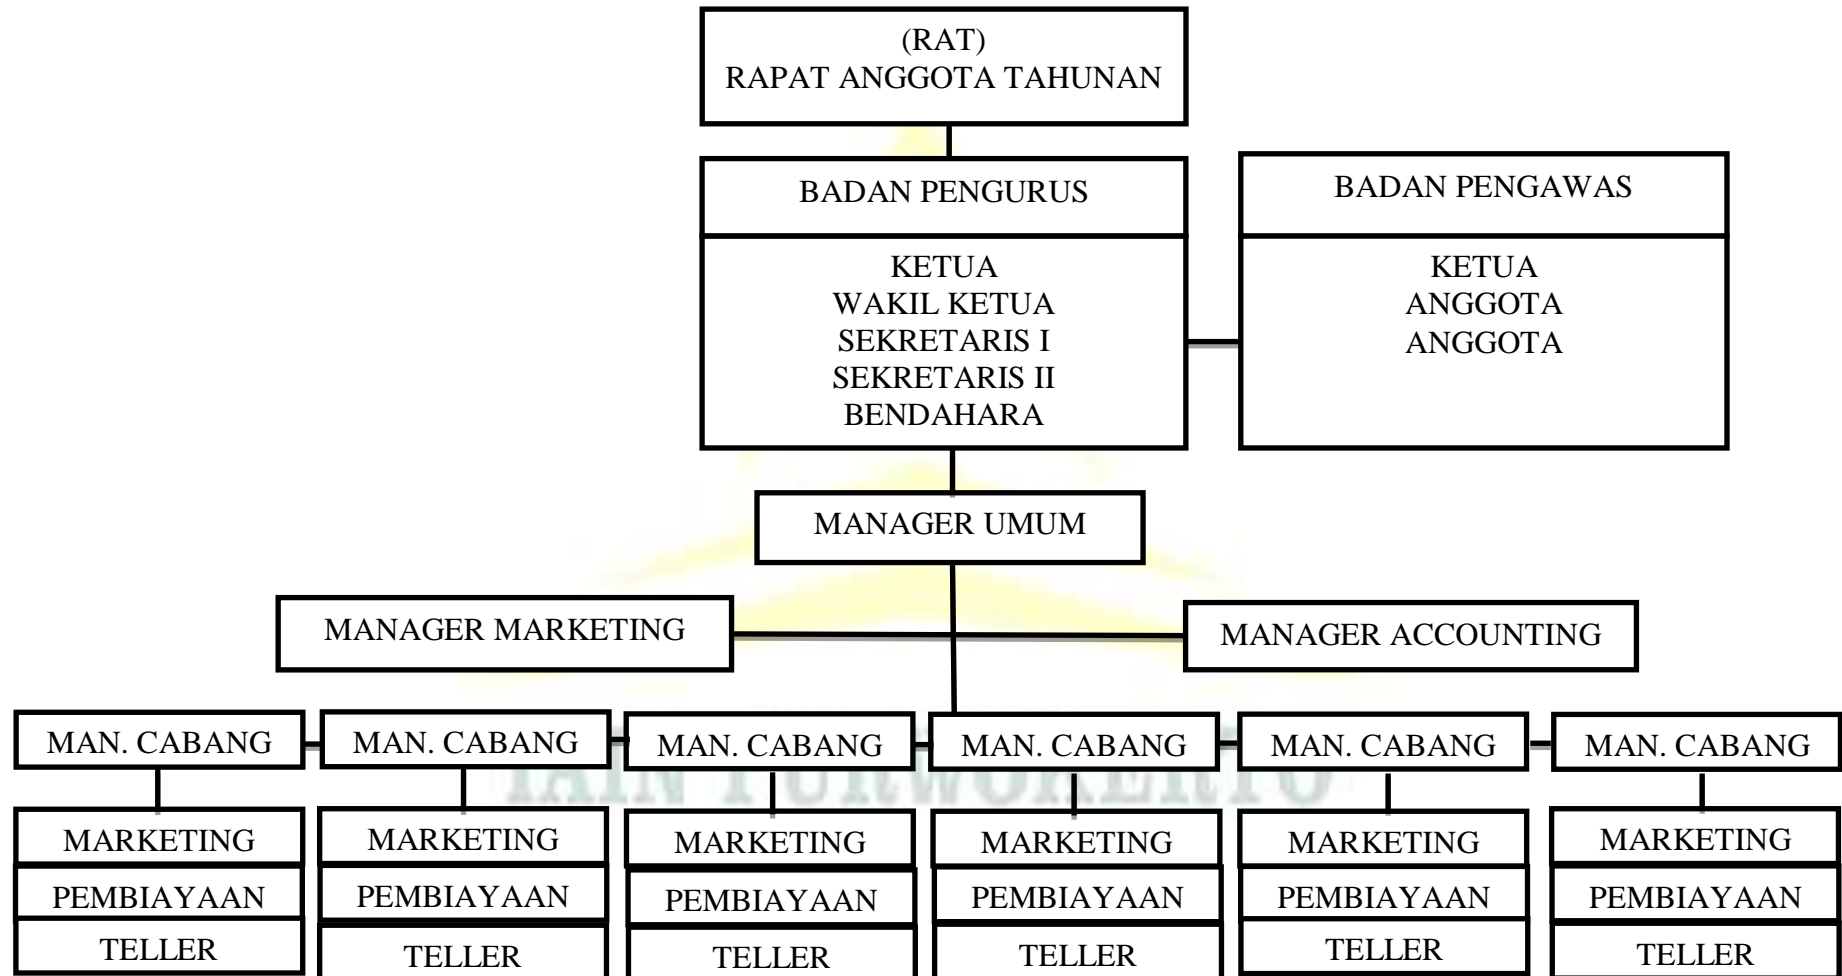 (RAT)
RAPAT ANGGOTA TAHUNAN
BADAN PENGURUS
KETUA
WAKIL KETUA
SEKRETARIS I
SEKRETARIS II
BENDAHARA
BADAN PENGAWAS
KETUA
ANGGOTA
ANGGOTA
MANAGER UMUM
MANAGER MARKETING
MANAGER ACCOUNTING
MAN. CABANG
MAN. CABANG
MAN. CABANG
MAN. CABANG
MAN. CABANG
MAN. CABANG
IAIN PURWOKERTO
MARKETING
PEMBIAYAAN
TELLER
MARKETING
PEMBIAYAAN
TELLER
MARKETING
PEMBIAYAAN
TELLER
MARKETING
PEMBIAYAAN
TELLER
MARKETING
PEMBIAYAAN
TELLER
MARKETING
PEMBIAYAAN
TELLER